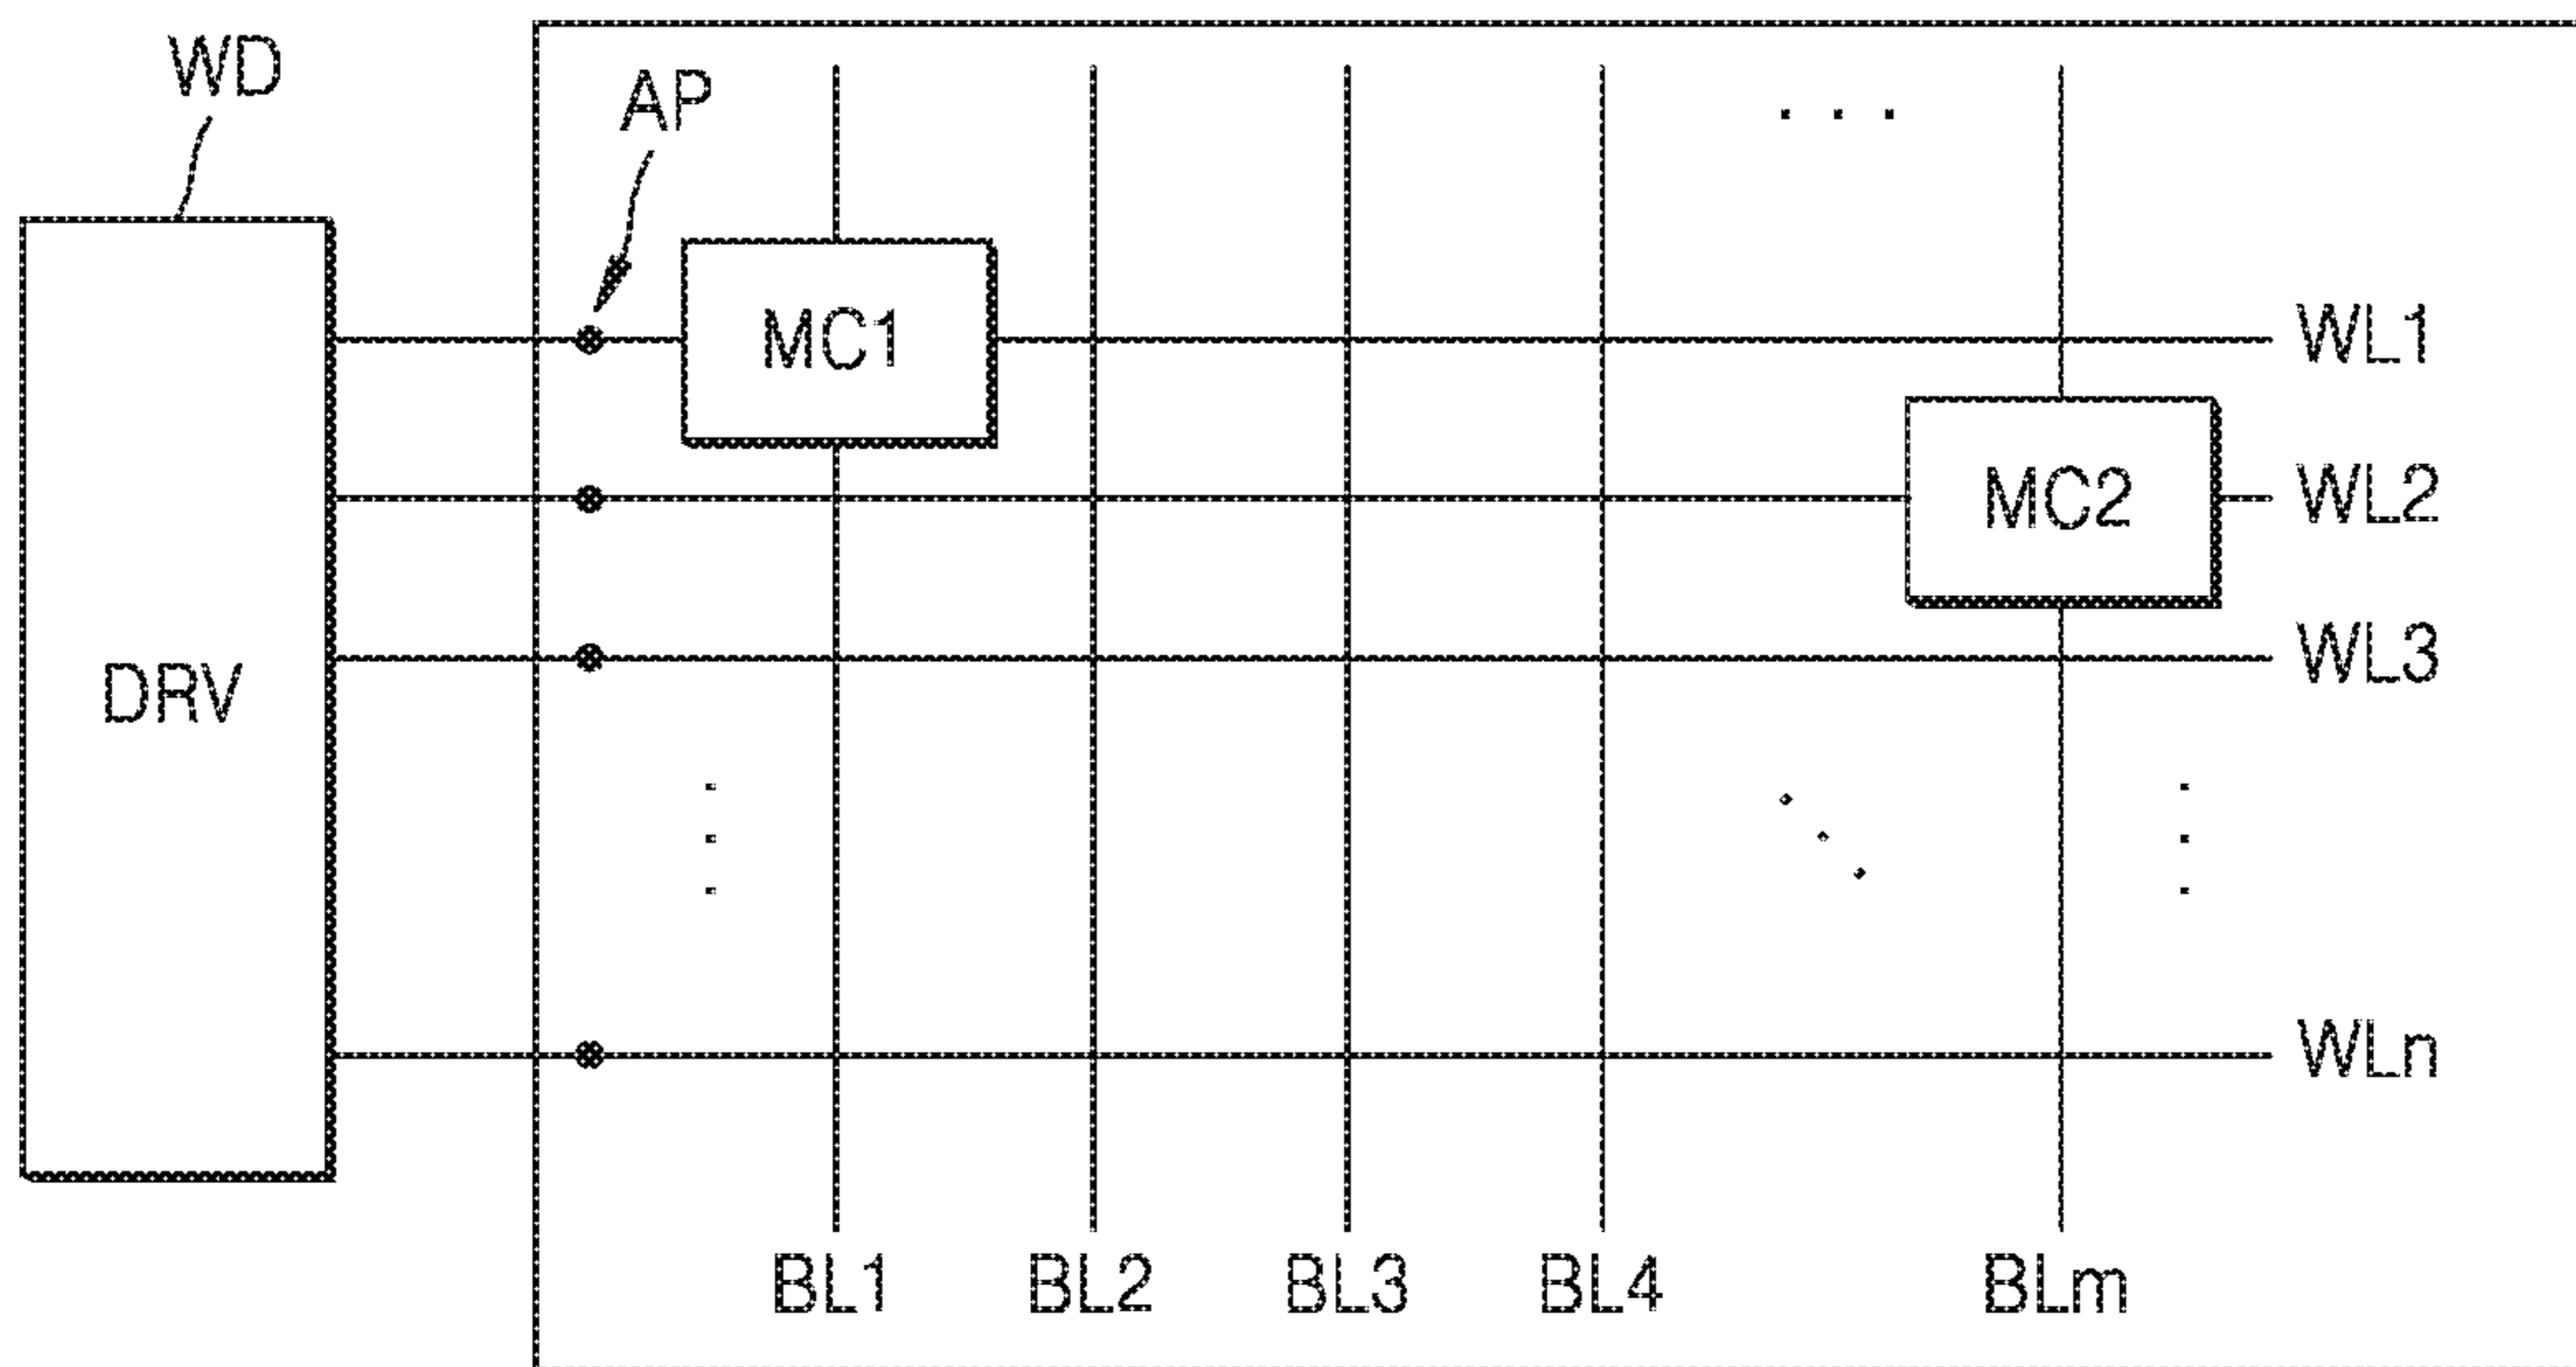 WD
AP
MC1
WL1
MC2
WL2
WL3
DRV
WLn
BL1 BL2 BL3 BL4 BLm